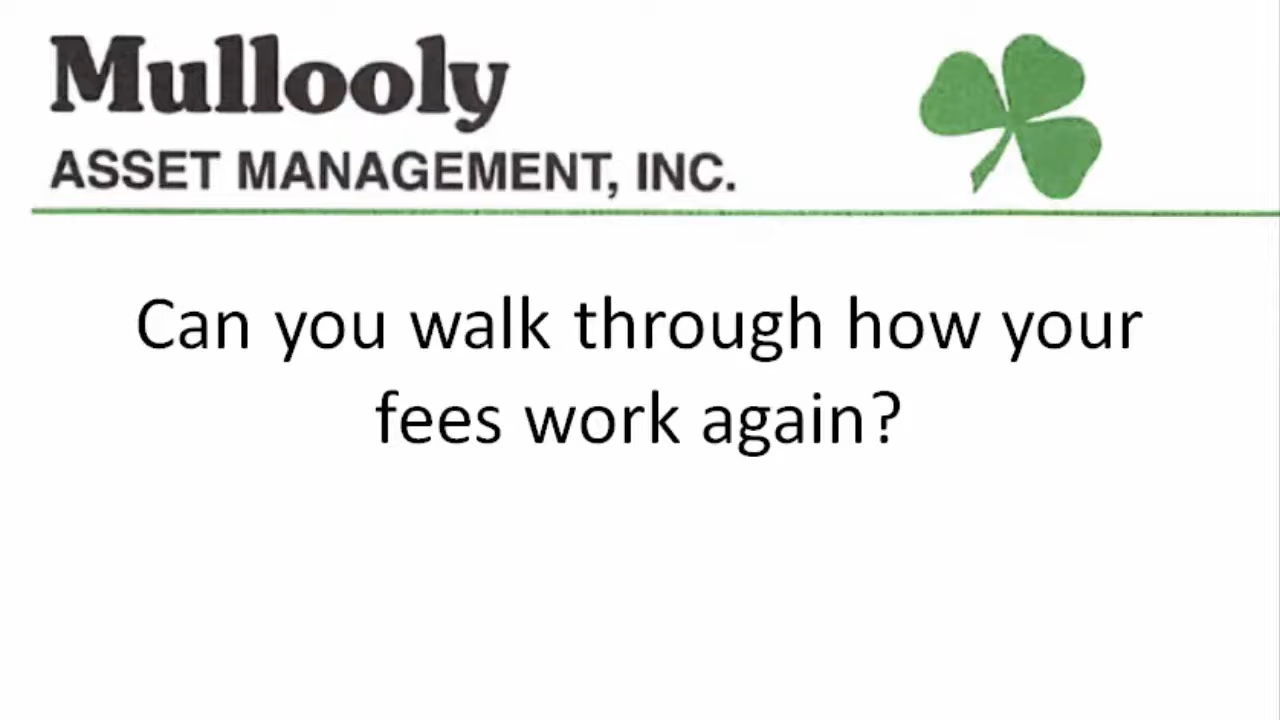 Mullooly
ASSET MANAGEMENT, INC.
Can you walk through how your
fees work again?